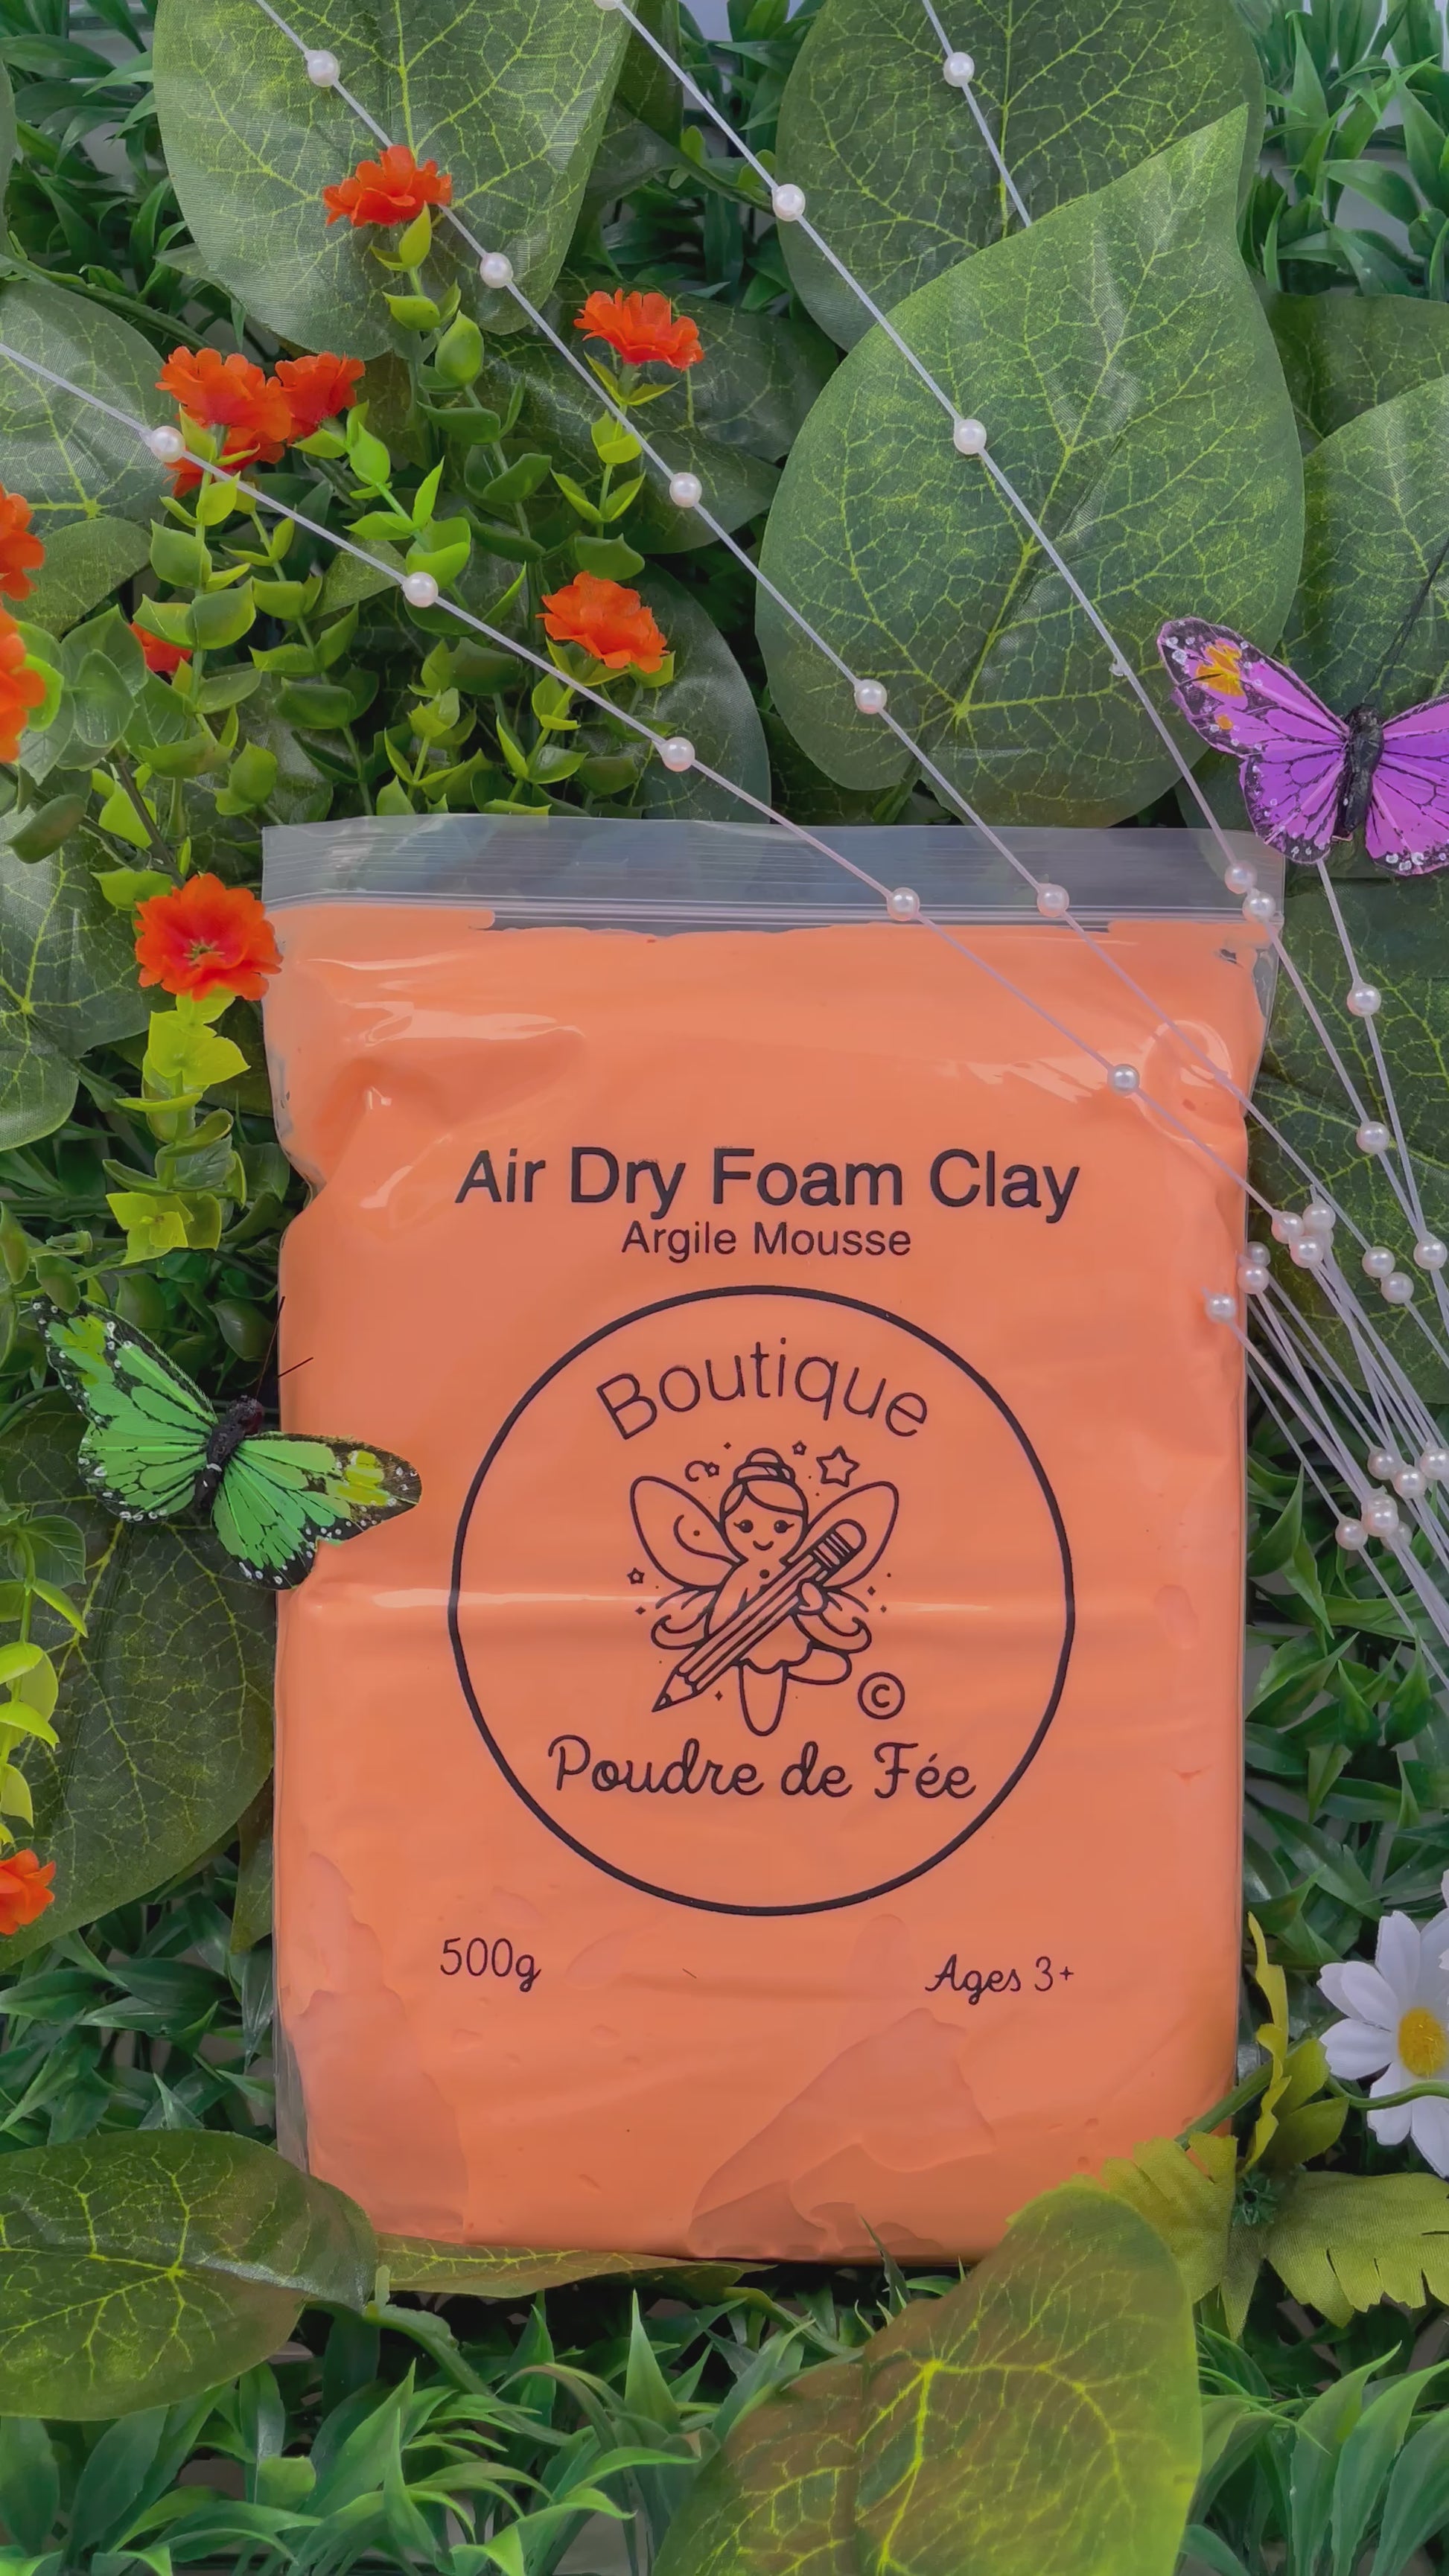 Air Dry Foam Clay
Argile Mousse
Boutique
©
Poudre de Fée
500g
Ages 3+